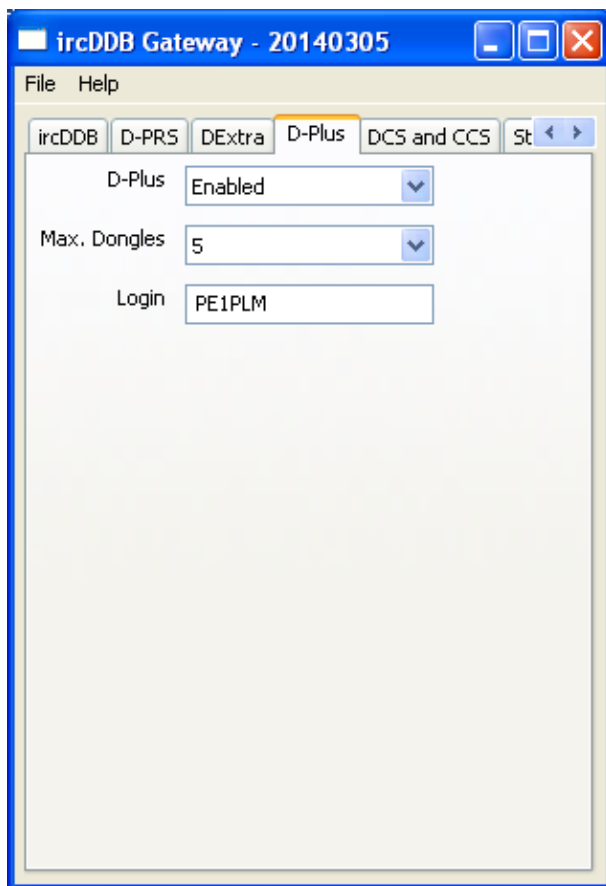 ircDDB Gateway - 20140305
File Help
ircDDB D-PRS DExtra D-Plus DCS and CCS St
D-Plus Enabled
Max. Dongles 5
Login PE1PLM